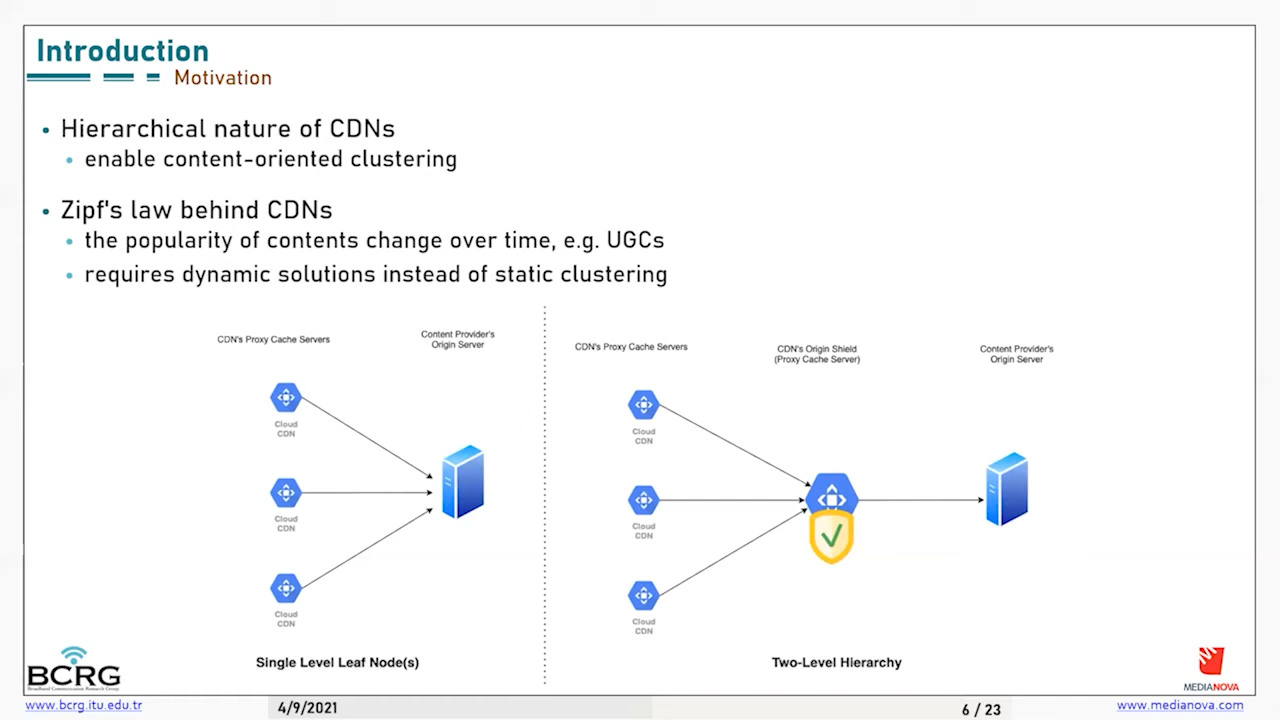 Introduction
Motivation
• Hierarchical nature of CDNs
• enable content-oriented clustering
• Zipf's law behind CDNs
• the popularity of contents change over time, e.g. UGCs
• requires dynamic solutions instead of static clustering
CDN's Proxy Cache Servers
Content Provider's
Origin Server
Cloud
CDN
Cloud
CDN
Cloud
CDN
Single Level Leaf Node(s)
CDN's Proxy Cache Servers
CDN's Origin Shield
(Proxy Cache Server)
Content Provider's
Origin Server
Cloud
CDN
Cloud
CDN
Cloud
CDN
Two-Level Hierarchy
BCRG
Broadband Communication Research Group
www.bcrg.itu.edu.tr
4/9/2021
6 / 23
MEDIANOVA
www.medianova.com